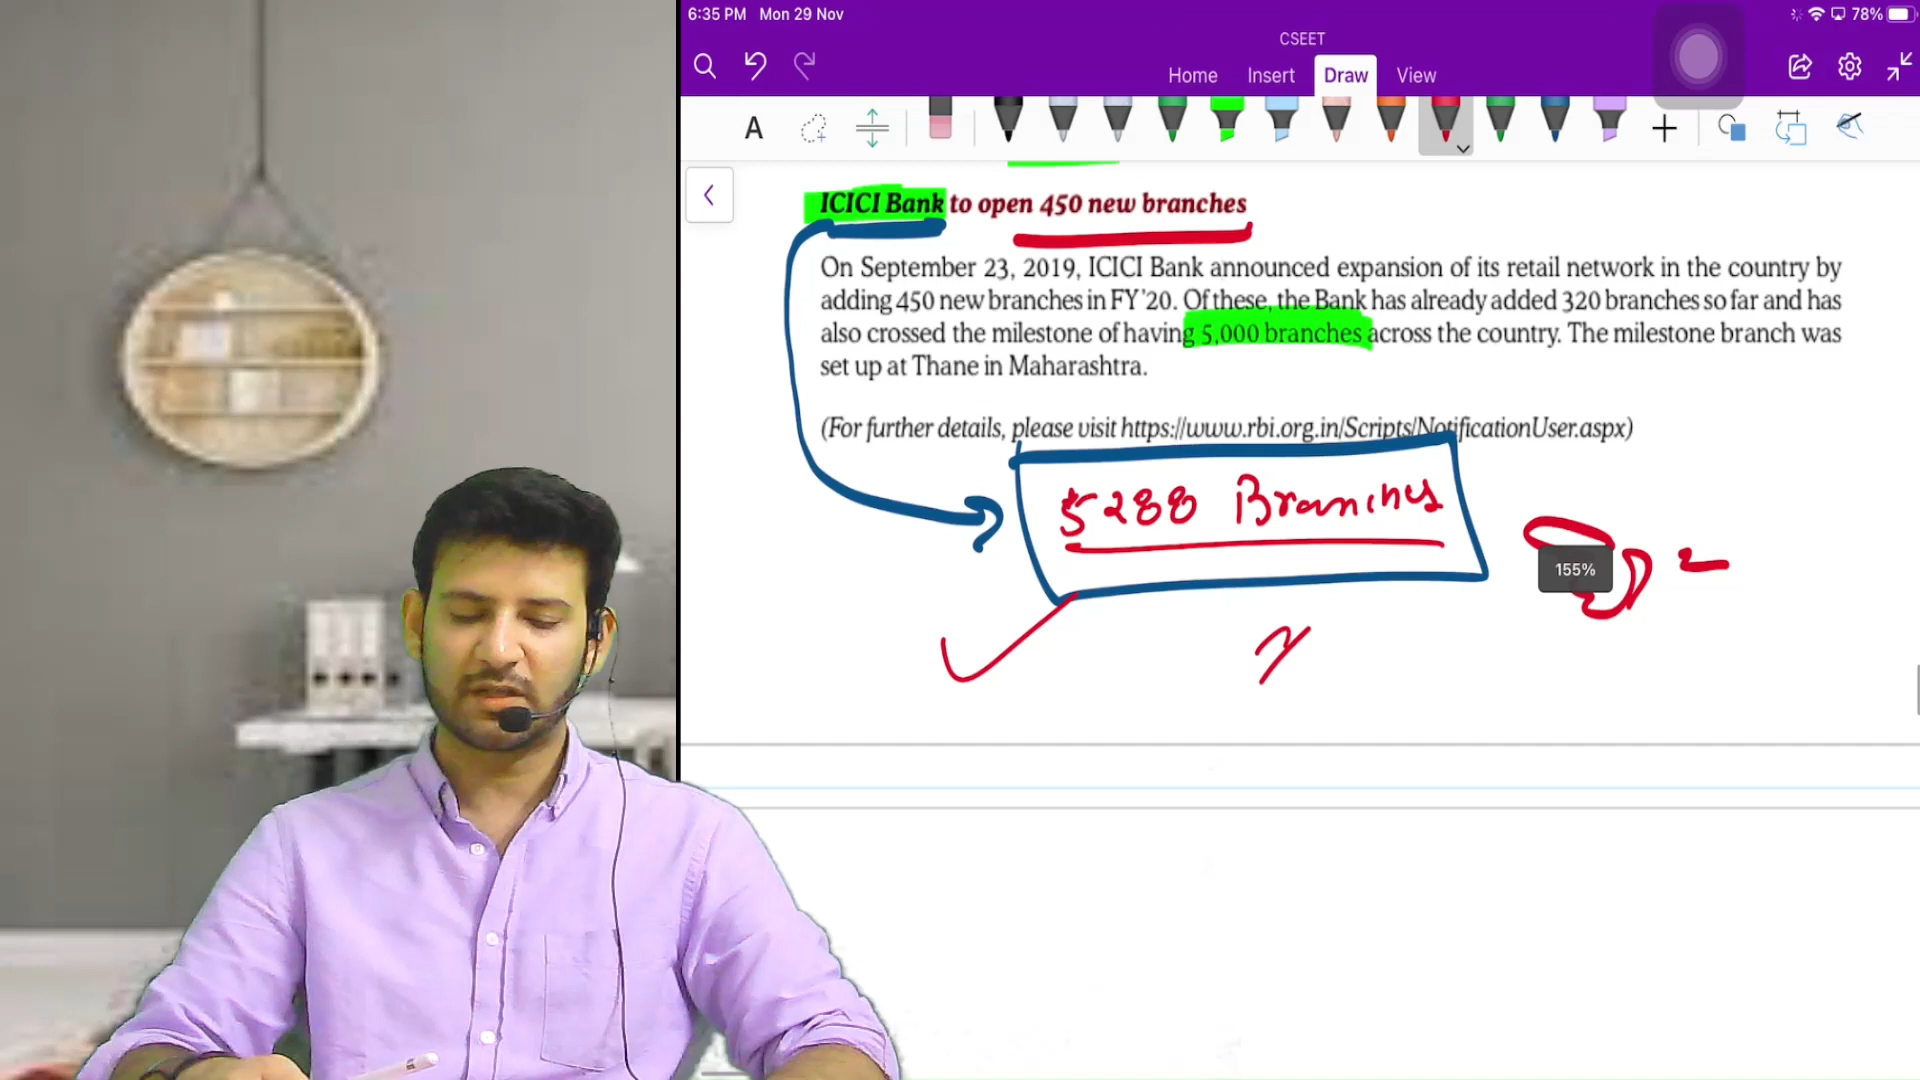 6:35 PM Mon 29 Nov
78%
CSEET
Home Insert Draw View
A
ICICI Bank to open 450 new branches
On September 23, 2019, ICICI Bank announced expansion of its retail network in the country by
adding 450 new branches in FY'20. Of these, the Bank has already added 320 branches so far and has
also crossed the milestone of having 5,000 branches across the country. The milestone branch was
set up at Thane in Maharashtra.
(For further details, please visit https://www.rbi.org.in/Scripts/NotificationUser.aspx)
5288 Branches
155%